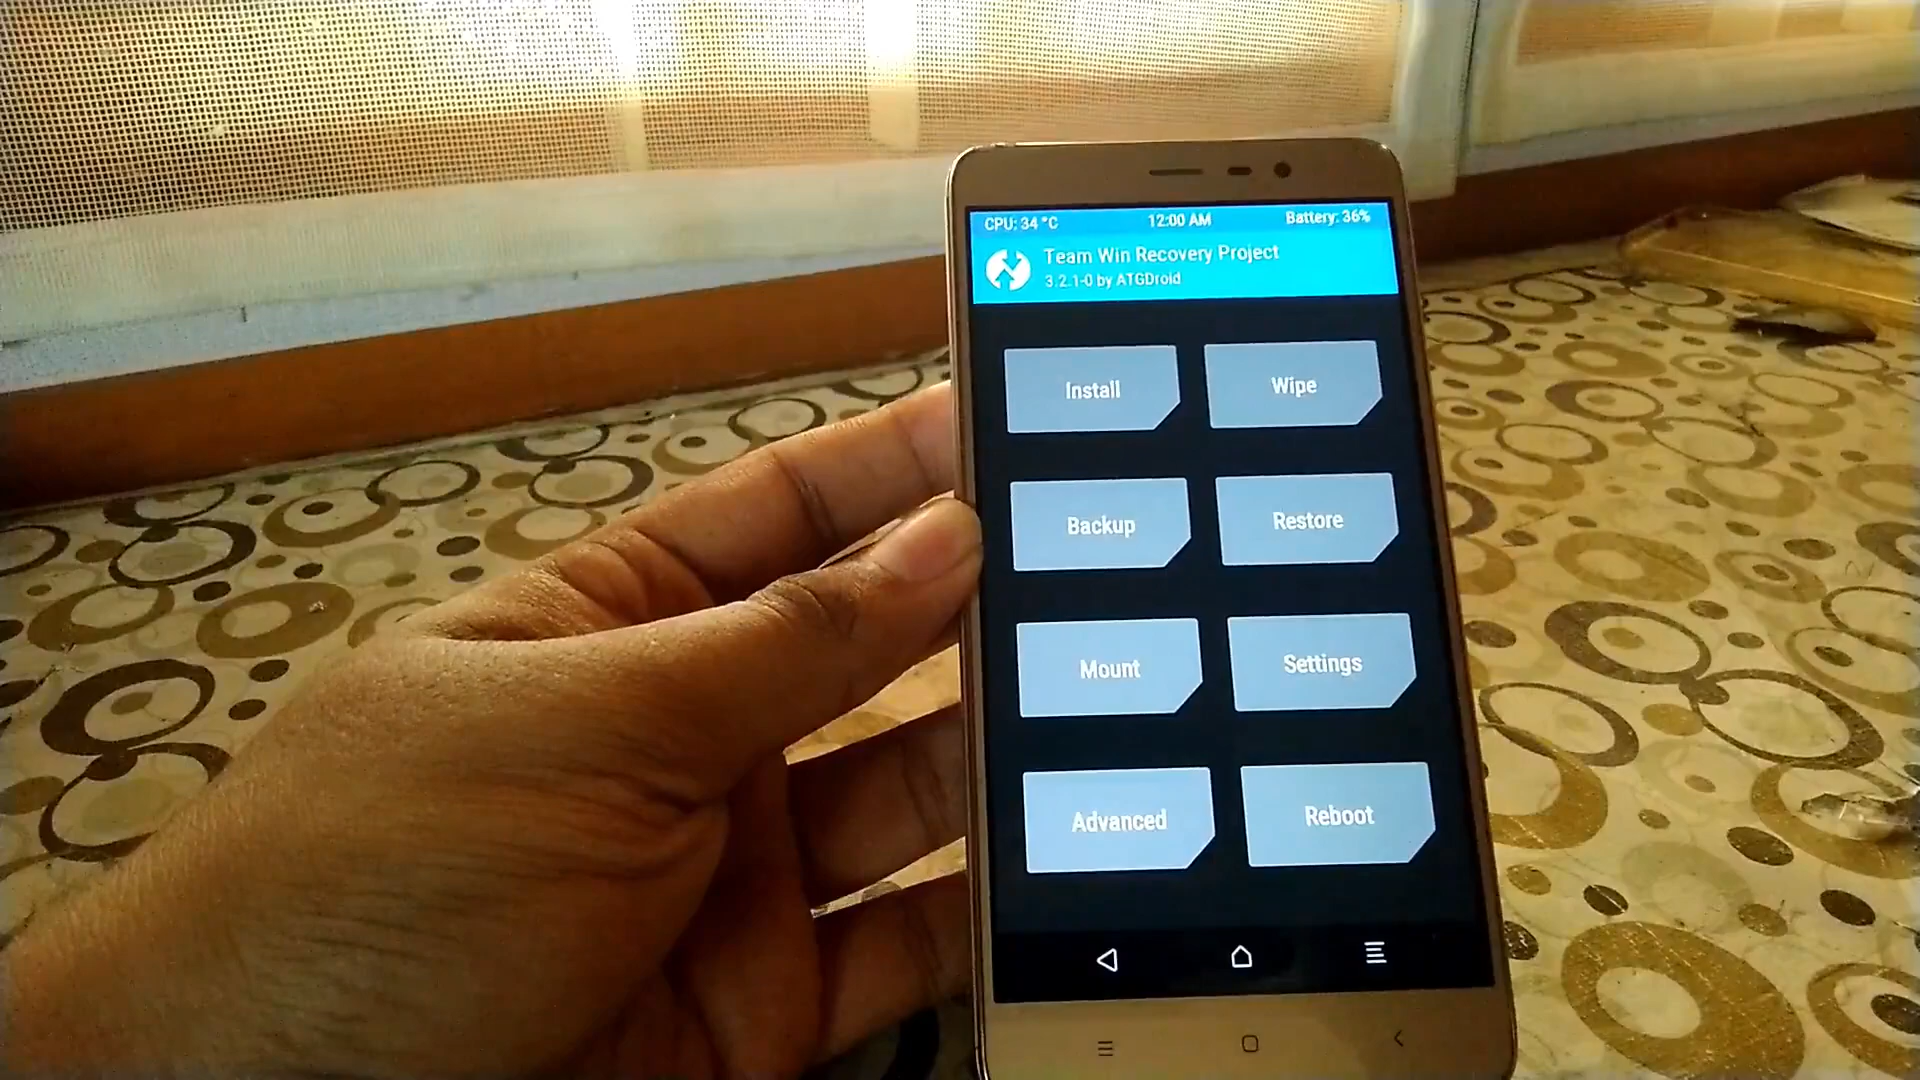 CPU: 34 °C 12:00 AM Battery: 36%
Team Win Recovery Project
3.2.1-0 by ATGDroid
Install Wipe
Backup Restore
Mount Settings
Advanced Reboot